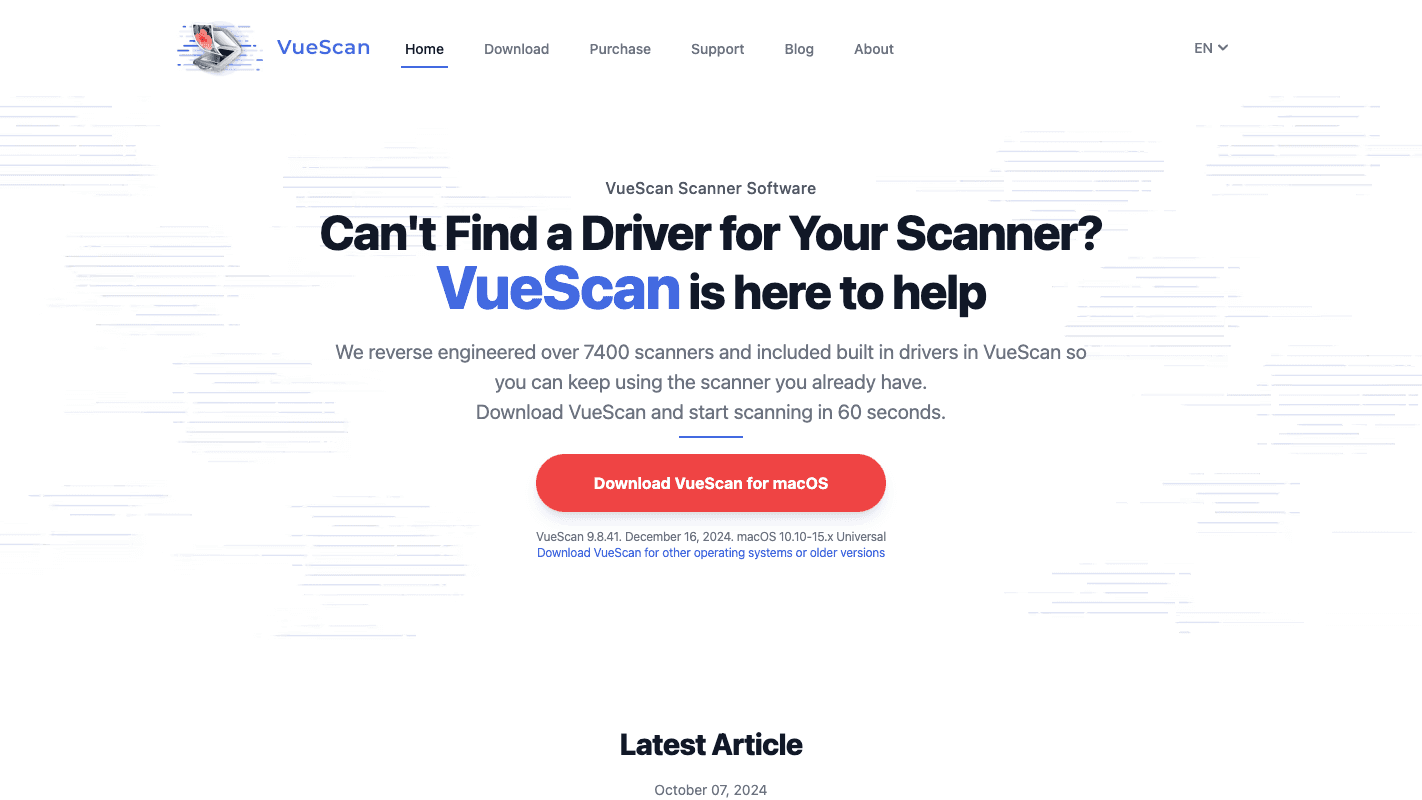 VueScan
Home
Download
Purchase
Support
Blog
About
EN
VueScan Scanner Software
Can't Find a Driver for Your Scanner?
VueScan is here to help
We reverse engineered over 7400 scanners and included built in drivers in VueScan so
you can keep using the scanner you already have.
Download VueScan and start scanning in 60 seconds.
Download VueScan for macOS
VueScan 9.8.41. December 16, 2024. macOS 10.10-15.x Universal
Download VueScan for other operating systems or older versions
Latest Article
October 07, 2024